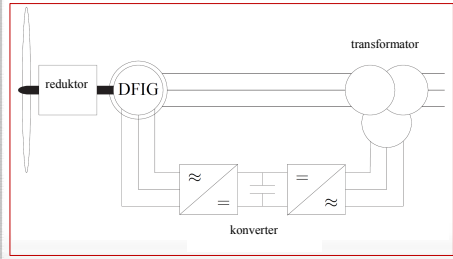 transformator
reduktor
DFIG
≈
=
=
≈
konverter